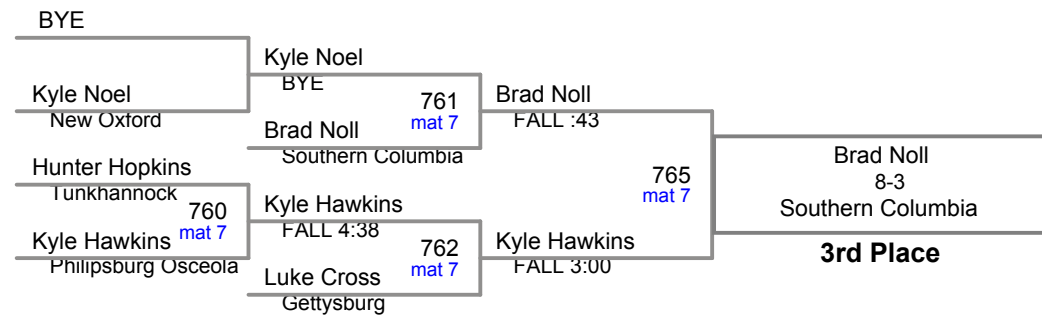 BYE
Kyle Noel
New Oxford
Hunter Hopkins
Tunkhannock
760
mat 7
Kyle Hawkins
Philipsburg Osceola
Kyle Noel
BYE
761
mat 7
Brad Noll
Southern Columbia
Kyle Hawkins
FALL 4:38
762
mat 7
Luke Cross
Gettysburg
Brad Noll
FALL :43
765
mat 7
Kyle Hawkins
FALL 3:00
Brad Noll
8-3
Southern Columbia
3rd Place